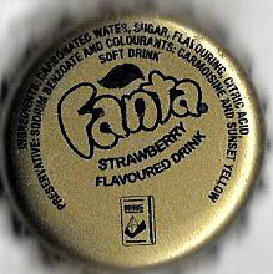 INGREDIENTS: CARBONATED WATER, SUGAR, FLAVOURING, CITRIC ACID,
PRESERVATIVE: SODIUM BENZOATE AND COLOURANTS: CARMOISINE AND SUNSET YELLOW
SOFT DRINK
Fanta
STRAWBERRY
FLAVOURED DRINK